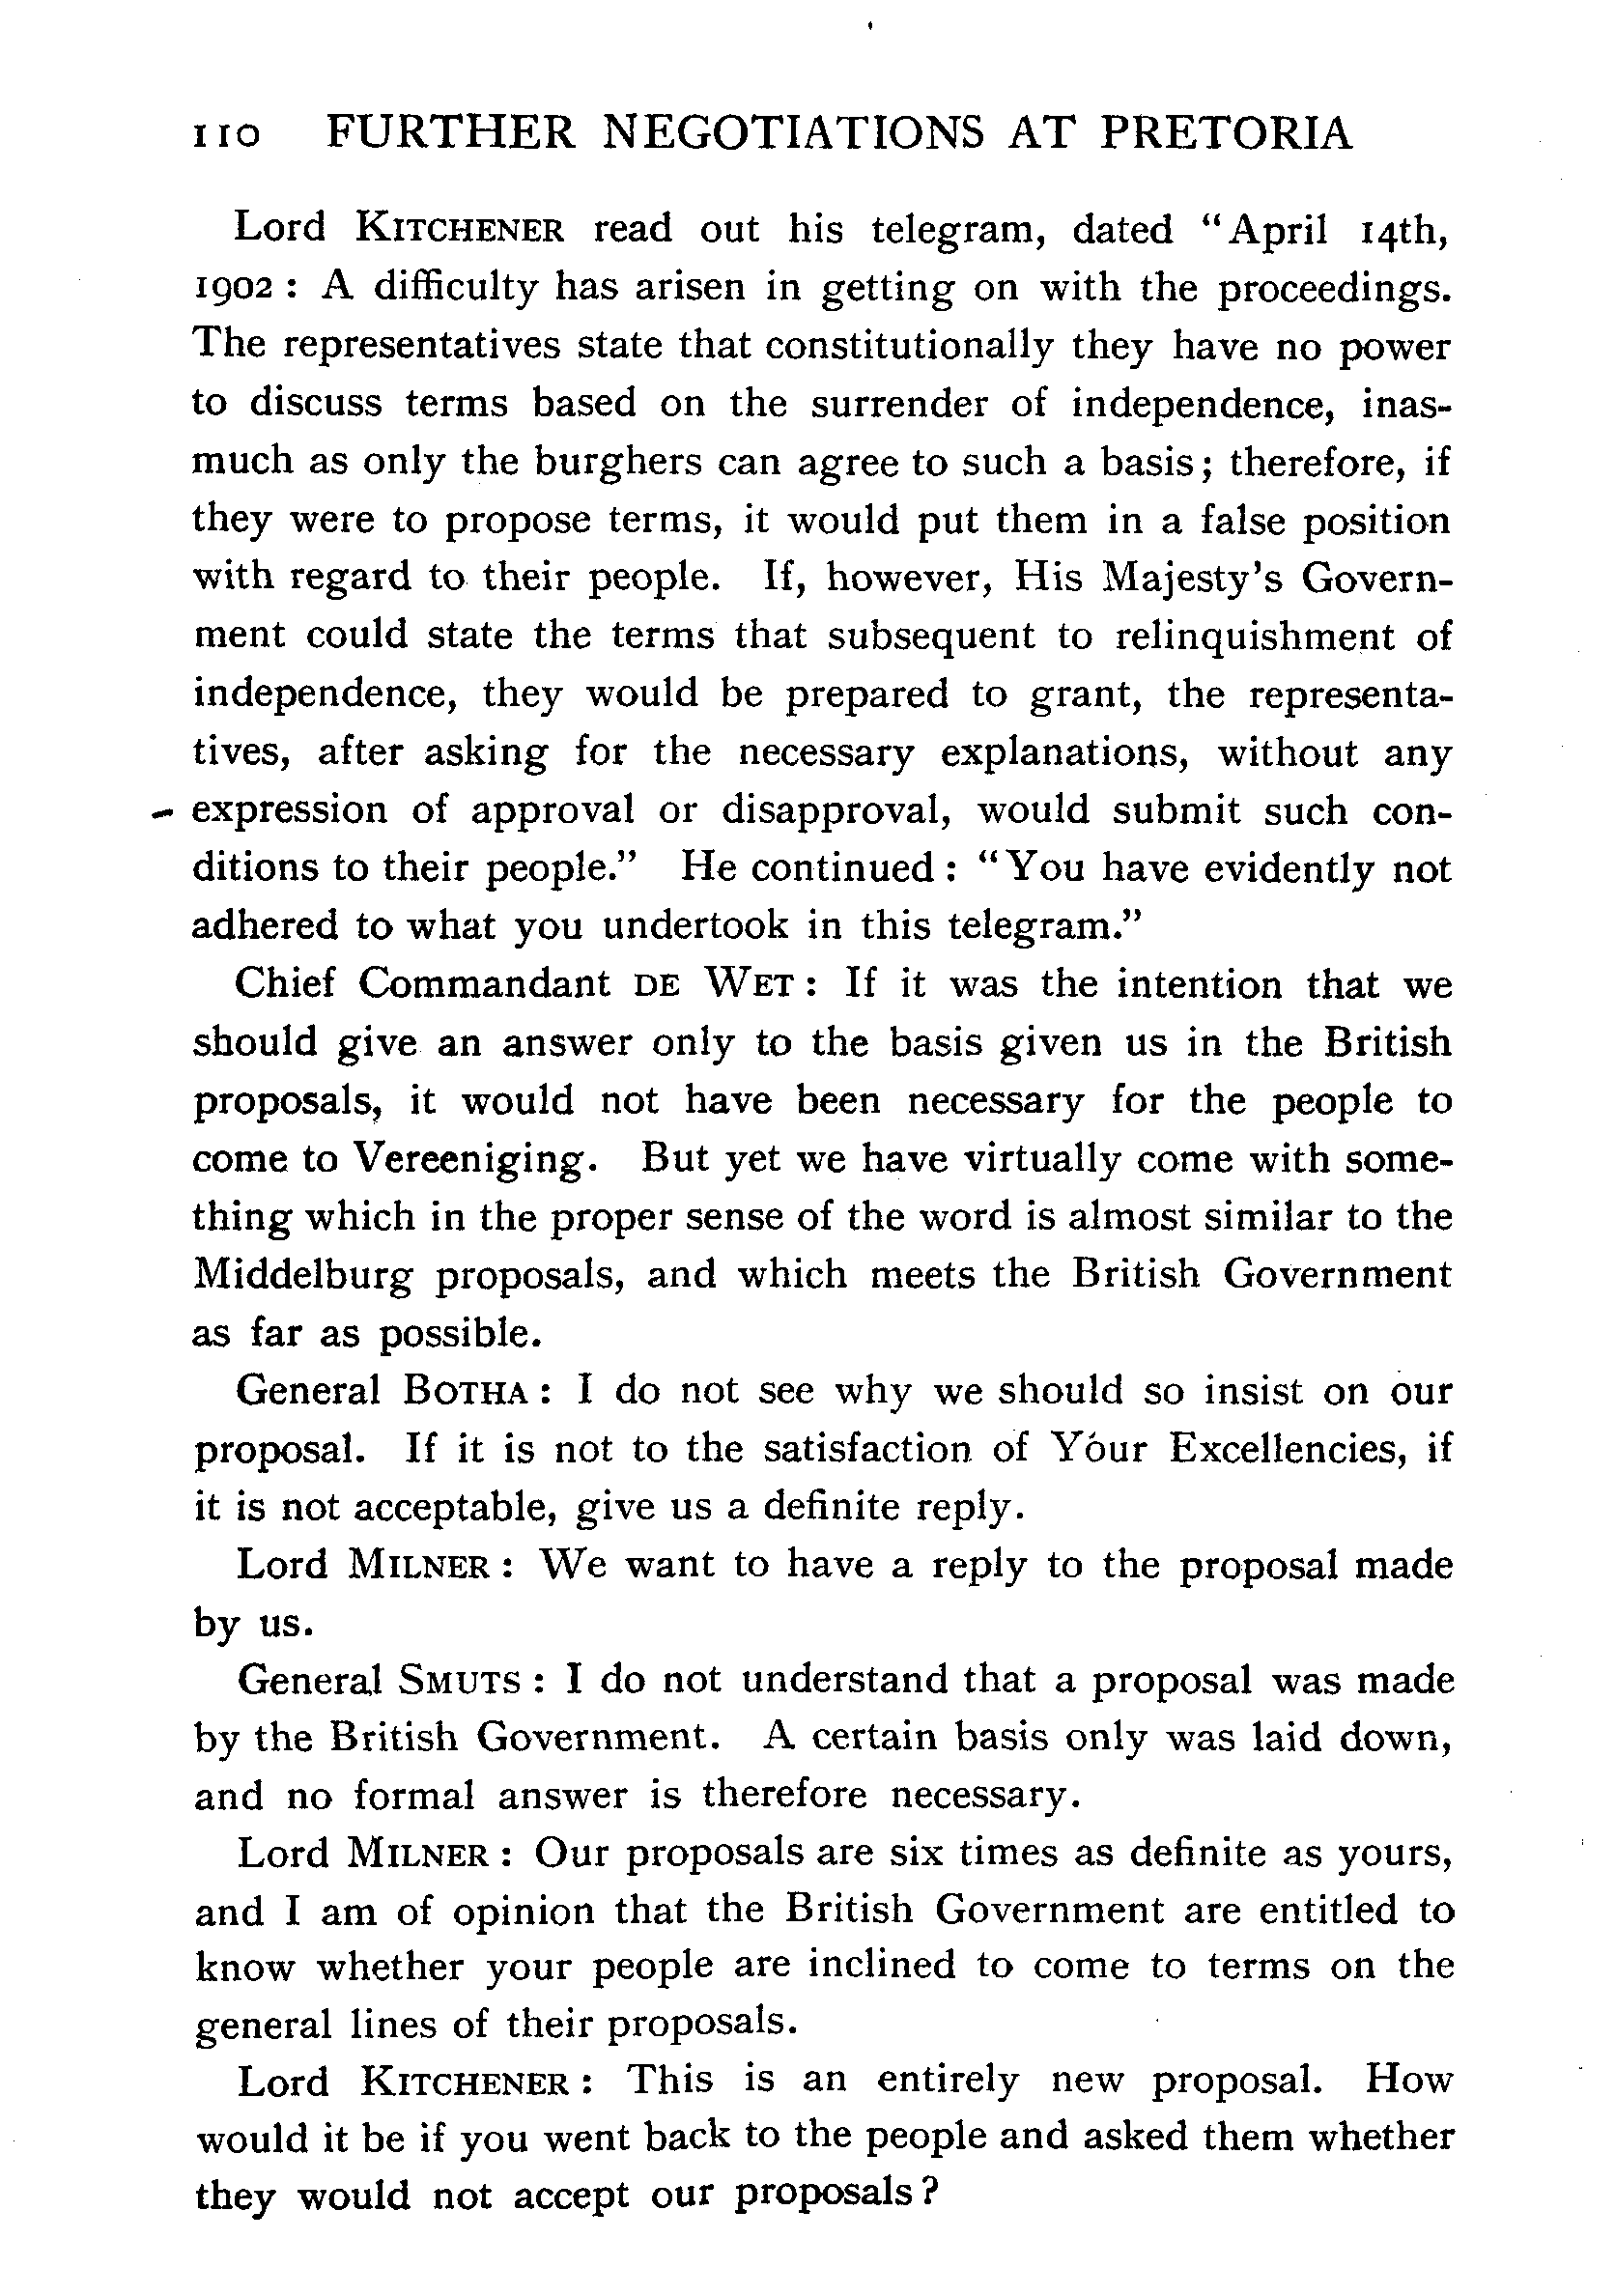 110 FURTHER NEGOTIATIONS AT PRETORIA
Lord KITCHENER read out his telegram, dated "April 14th,
1902 : A difficulty has arisen in getting on with the proceedings.
The representatives state that constitutionally they have no power
to discuss terms based on the surrender of independence, inas-
much as only the burghers can agree to such a basis; therefore, if
they were to propose terms, it would put them in a false position
with regard to their people. If, however, His Majesty's Govern-
ment could state the terms that subsequent to relinquishment of
independence, they would be prepared to grant, the representa-
tives, after asking for the necessary explanations, without any
expression of approval or disapproval, would submit such con-
ditions to their people." He continued : "You have evidently not
adhered to what you undertook in this telegram."
Chief Commandant DE WET : If it was the intention that we
should give an answer only to the basis given us in the British
proposals, it would not have been necessary for the people to
come to Vereeniging. But yet we have virtually come with some-
thing which in the proper sense of the word is almost similar to the
Middelburg proposals, and which meets the British Government
as far as possible.
General BOTHA : I do not see why we should so insist on our
proposal. If it is not to the satisfaction of Your Excellencies, if
it is not acceptable, give us a definite reply.
Lord MILNER : We want to have a reply to the proposal made
by us.
General SMUTS : I do not understand that a proposal was made
by the British Government. A certain basis only was laid down,
and no formal answer is therefore necessary.
Lord MILNER : Our proposals are six times as definite as yours,
and I am of opinion that the British Government are entitled to
know whether your people are inclined to come to terms on the
general lines of their proposals.
Lord KITCHENER : This is an entirely new proposal. How
would it be if you went back to the people and asked them whether
they would not accept our proposals?